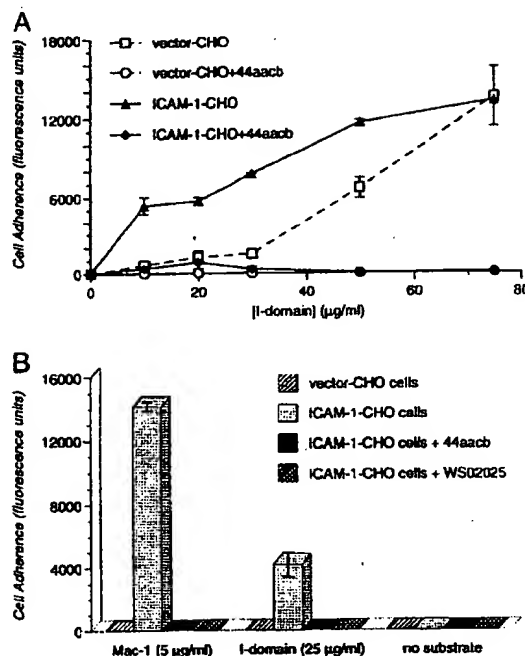 A
18000
12000
6000
0
Cell Adherence (fluorescence units)
vector-CHO
vector-CHO+44aacb
ICAM-1-CHO
ICAM-1-CHO+44aacb
0 20 40 60 80
[I-domain] (µg/ml)
B
16000
12000
8000
4000
0
Cell Adherence (fluorescence units)
vector-CHO cells
ICAM-1-CHO cells
ICAM-1-CHO cells + 44aacb
ICAM-1-CHO cells + WS02025
Mac-1 (5 µg/ml) I-domain (25 µg/ml) no substrate